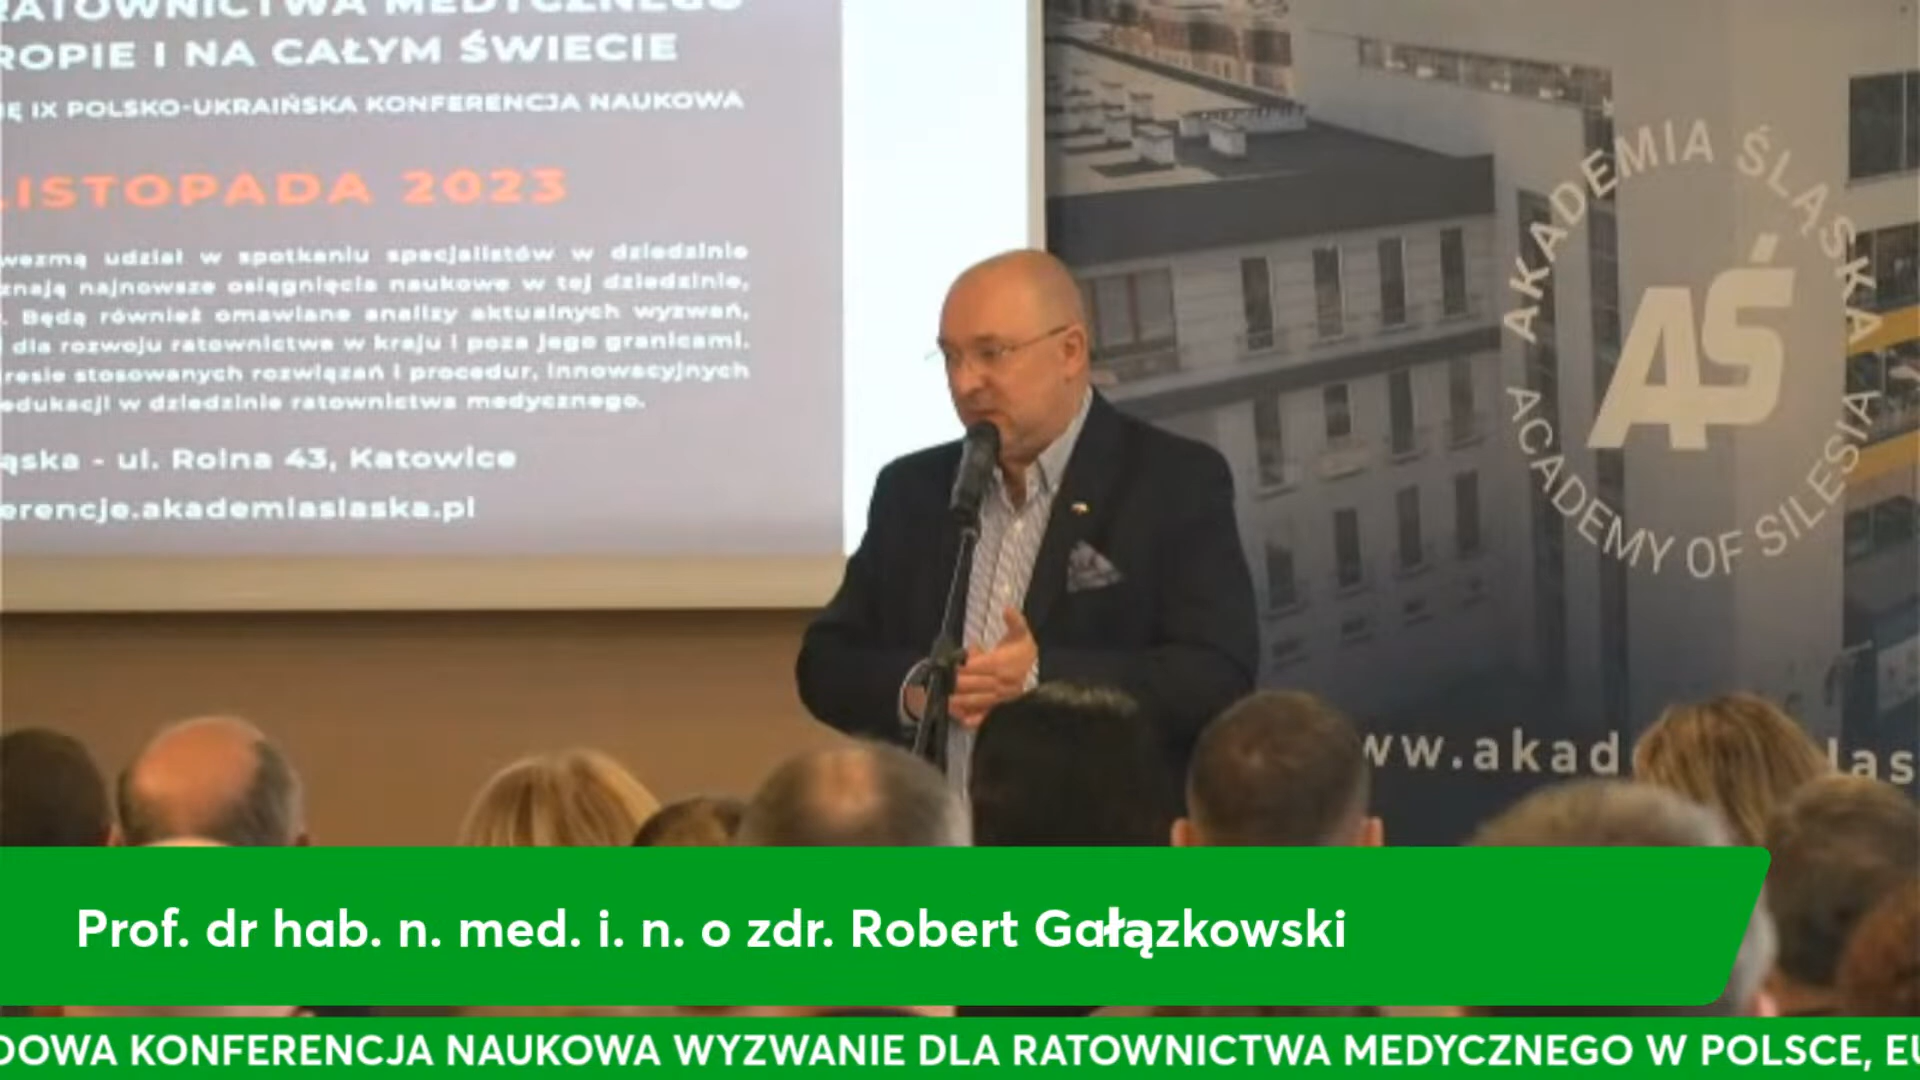 RATOWNICTWA MEDYCZNEGO
ROPIE I NA CAŁYM ŚWIECIE
Ę IX POLSKO-UKRAIŃSKA KONFERENCJA NAUKOWA
LISTOPADA 2023
wezmą udział w spotkaniu specjalistów w dziedzinie
znają najnowsze osiągnięcia naukowe w tej dziedzinie,
. Będą również omawiane analizy aktualnych wyzwań,
dla rozwoju ratownictwa w kraju i poza jego granicami.
resie stosowanych rozwiązań i procedur, innowacyjnych
edukacji w dziedzinie ratownictwa medycznego.
ąska - ul. Rolna 43, Katowice
erencje.akademiaslaska.pl
AKADEMIA ŚLĄSKA
AŚ
ACADEMY OF SILESIA
ww.akad las
Prof. dr hab. n. med. i. n. o zdr. Robert Gałązkowski
DOWA KONFERENCJA NAUKOWA WYZWANIE DLA RATOWNICTWA MEDYCZNEGO W POLSCE, EU